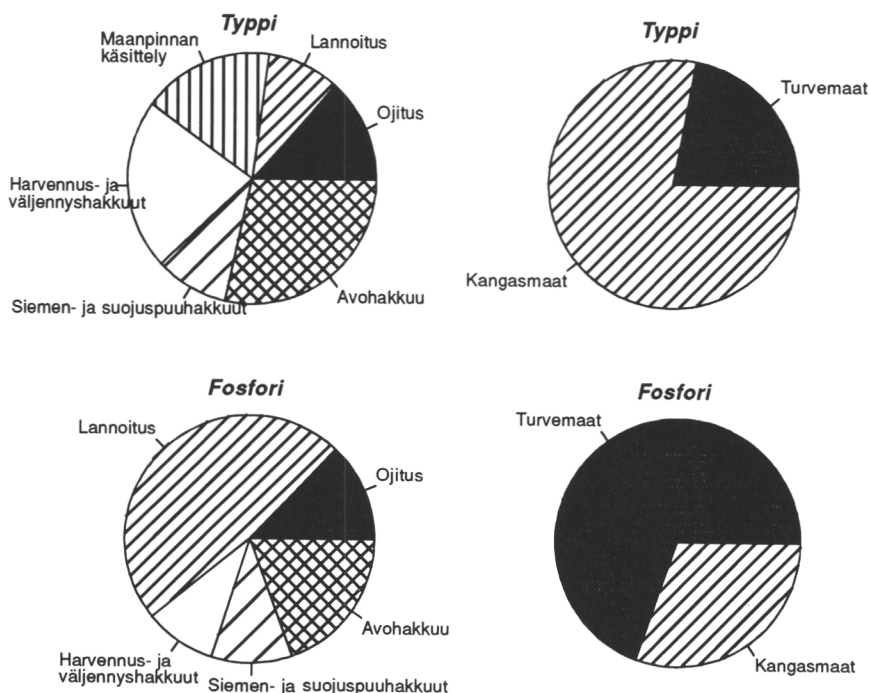 Typpi
Maanpinnan
käsittely
Lannoitus
Ojitus
Harvennus- ja
väljennyshakkuut
Siemen- ja suojuspuuhakkuut
Avohakkuu
Typpi
Turvemaat
Kangasmaat
Fosfori
Lannoitus
Ojitus
Avohakkuu
Harvennus- ja
väljennyshakkuut
Siemen- ja suojuspuuhakkuut
Fosfori
Turvemaat
Kangasmaat